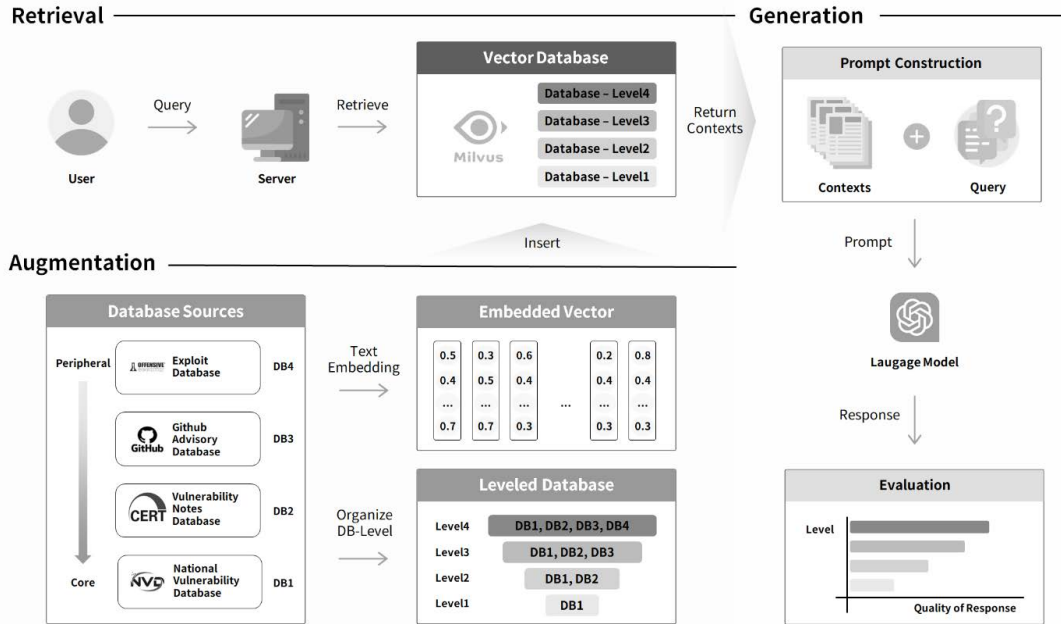 Retrieval
Generation
User
Query
Server
Retrieve
Vector Database
Milvus
Database – Level4
Database – Level3
Database – Level2
Database – Level1
Return
Contexts
Prompt Construction
Contexts
Query
Insert
Prompt
Laugage Model
Response
Augmentation
Database Sources
Peripheral
Core
OFFENSIVE
Exploit
Database
DB4
GitHub
Github
Advisory
Database
DB3
CERT
Vulnerability
Notes
Database
DB2
NVD
National
Vulnerability
Database
DB1
Text
Embedding
Organize
DB-Level
Embedded Vector
0.5 0.3 0.6 0.2 0.8
0.4 0.5 0.4 0.4 0.4
... ... ... ... ... ...
0.7 0.7 0.3 0.3 0.3
Leveled Database
Level4 DB1, DB2, DB3, DB4
Level3 DB1, DB2, DB3
Level2 DB1, DB2
Level1 DB1
Evaluation
Level
Quality of Response